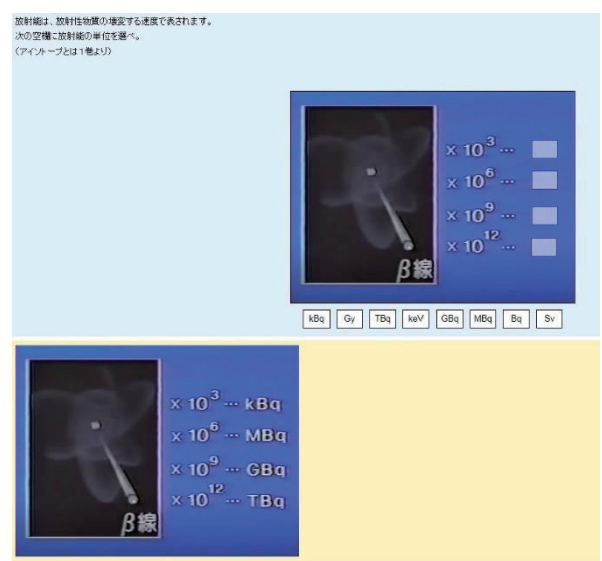 放射能は、放射性物質の壊変する速度で表されます。
次の空欄に放射能の単位を選べ。
(アイソトープとは1巻より)
× 10³ …
× 10⁶ …
× 10⁹ …
× 10¹² …
β線
kBq Gy TBq keV GBq MBq Bq Sv
× 10³ … kBq
× 10⁶ … MBq
× 10⁹ … GBq
× 10¹² … TBq
β線